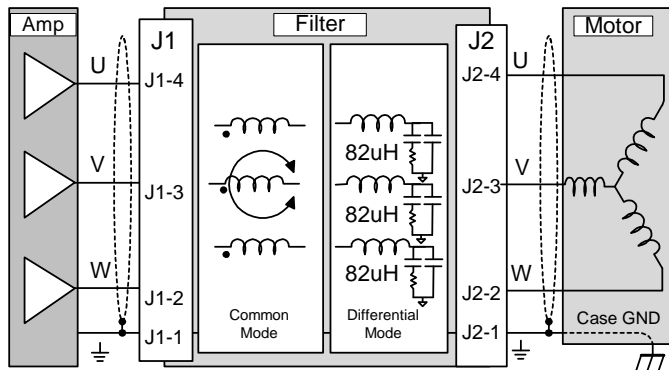 Amp
Filter
Motor
J1
J2
U
J1-4
V
J1-3
W
J1-2
J1-1
82uH
82uH
82uH
Common
Mode
Differential
Mode
U
J2-4
V
J2-3
W
J2-2
J2-1
Case GND